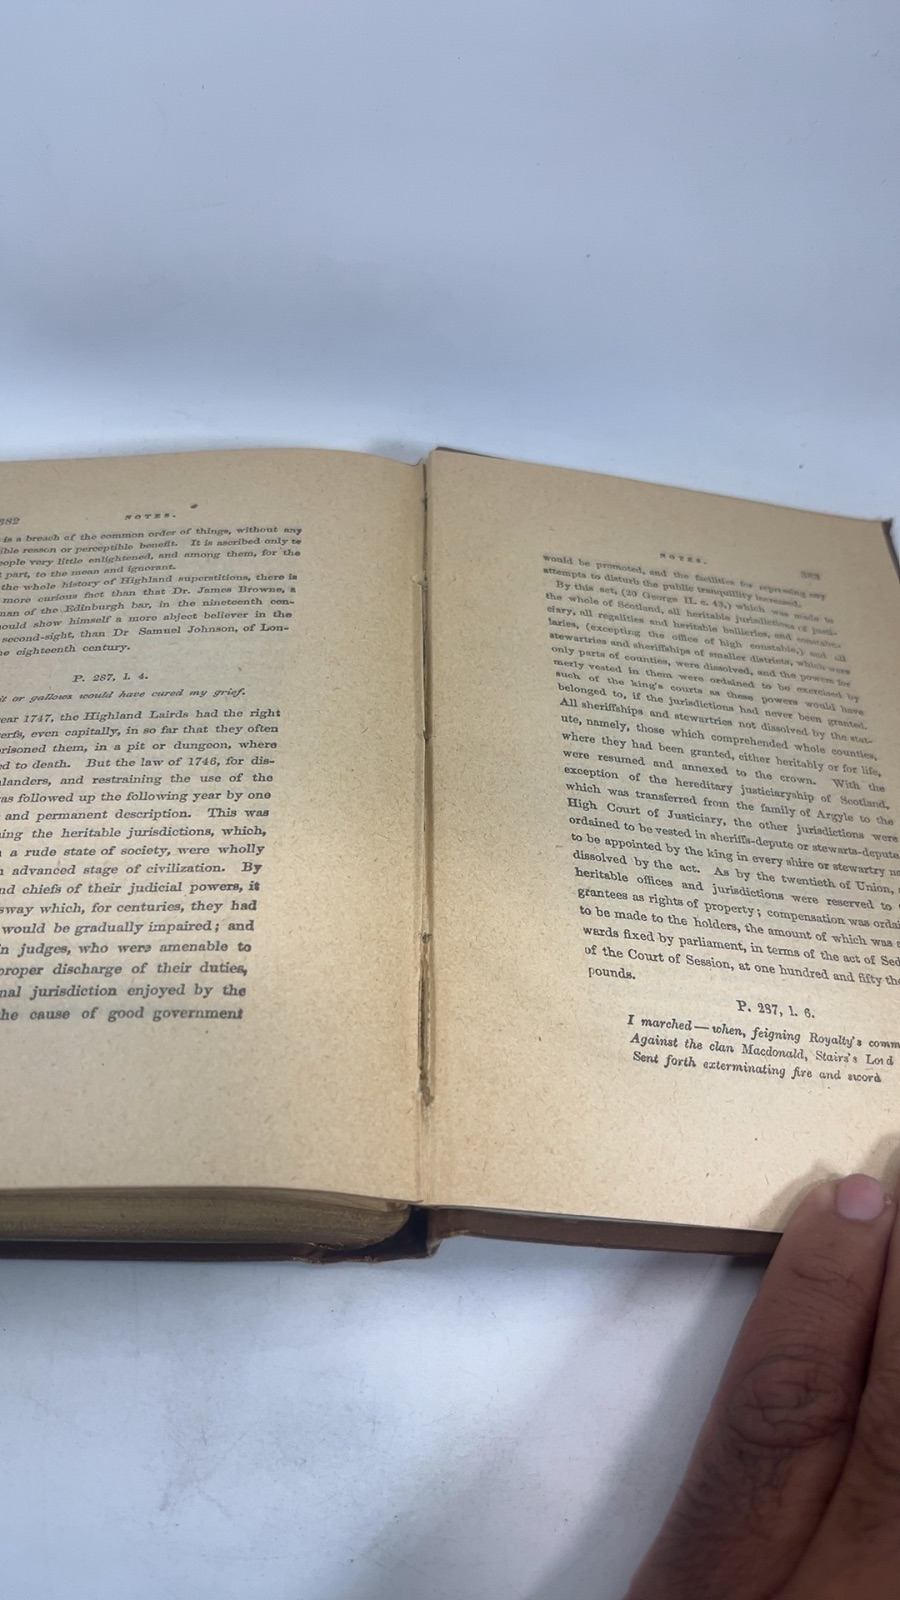 382
NOTES.
is a breach of the common order of things, without any
ible reason or perceptible benefit. It is ascribed only to
eople very little enlightened, and among them, for the
t part, to the mean and ignorant.
the whole history of Highland superstitions, there is
more curious fact than that Dr. James Browne, a
man of the Edinburgh bar, in the nineteenth cen-
ould show himself a more abject believer in the
second-sight, than Dr Samuel Johnson, of Lon-
he eighteenth century.
P. 287, l. 4.
it or gallows would have cured my grief.
ear 1747, the Highland Lairds had the right
erfs, even capitally, in so far that they often
prisoned them, in a pit or dungeon, where
ed to death. But the law of 1746, for dis-
hlanders, and restraining the use of the
as followed up the following year by one
and permanent description. This was
hing the heritable jurisdictions, which,
a rude state of society, were wholly
n advanced stage of civilization. By
nd chiefs of their judicial powers, it
sway which, for centuries, they had
would be gradually impaired; and
in judges, who were amenable to
proper discharge of their duties,
nal jurisdiction enjoyed by the
he cause of good government
NOTES.
383
would be promoted, and the facilities for repressing any
attempts to disturb the public tranquillity increased.
By this act, (20 George II. c. 43,) which was made to
the whole of Scotland, all heritable jurisdictions of justi-
ciary, all regalities and heritable bailleries, and constab-
laries, (excepting the office of high constable,) and all
stewartries and sheriffships of smaller districts, which were
only parts of counties, were dissolved, and the powers for
merly vested in them were ordained to be exercised by
such of the king's courts as these powers would have
belonged to, if the jurisdictions had never been granted.
All sheriffships and stewartries not dissolved by the stat-
ute, namely, those which comprehended whole counties,
where they had been granted, either heritably or for life,
were resumed and annexed to the crown. With the
exception of the hereditary justiciaryship of Scotland,
which was transferred from the family of Argyle to the
High Court of Justiciary, the other jurisdictions were
ordained to be vested in sheriffs-depute or stewarts-depute
to be appointed by the king in every shire or stewartry no
dissolved by the act. As by the twentieth of Union, a
heritable offices and jurisdictions were reserved to
grantees as rights of property; compensation was ordai
to be made to the holders, the amount of which was a
wards fixed by parliament, in terms of the act of Sed
of the Court of Session, at one hundred and fifty tho
pounds.
P. 287, l. 6.
I marched—when, feigning Royalty's comm
Against the clan Macdonald, Stairs's Lord
Sent forth exterminating fire and sword